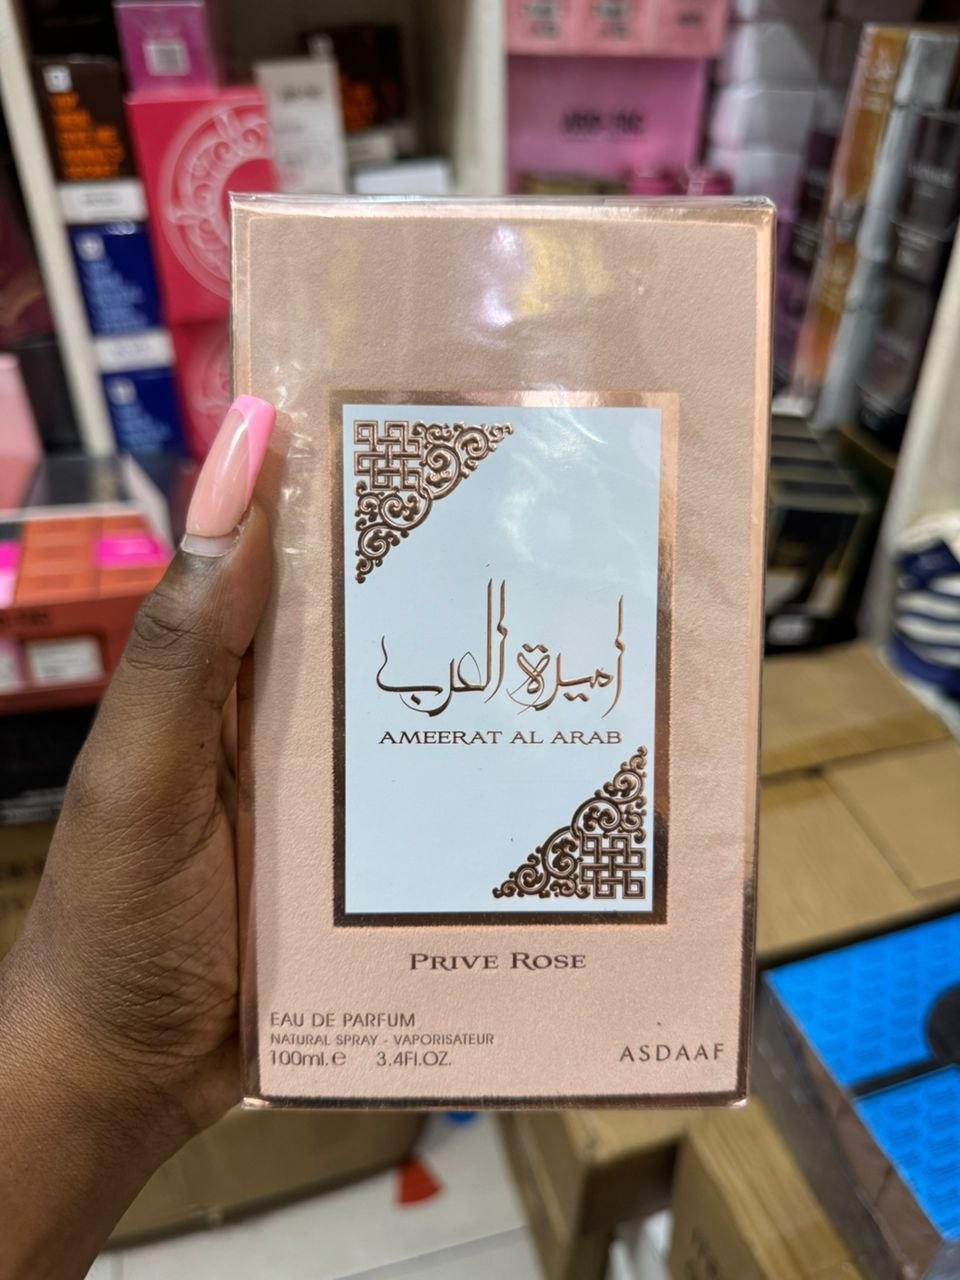 اميرة العرب
AMEERAT AL ARAB
PRIVE ROSE
EAU DE PARFUM
NATURAL SPRAY - VAPORISATEUR
100ml.e 3.4Fl.OZ.
ASDAAF